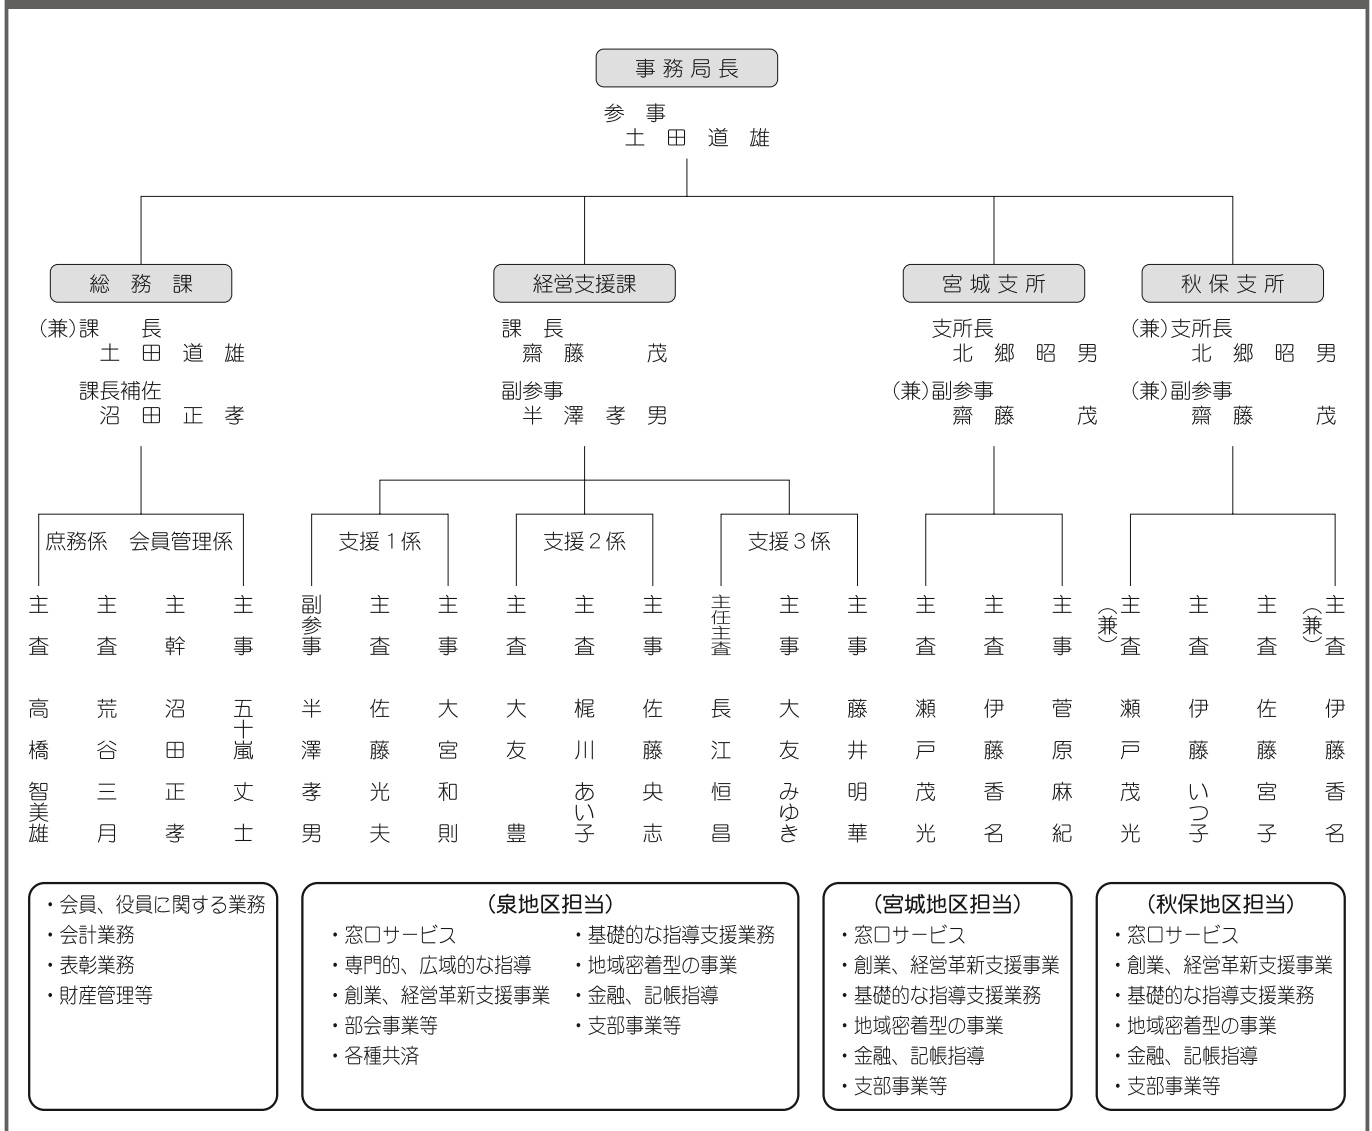 事務局長
参　事
土　田　道　雄
総　務　課
(兼)課　　長
土　田　道　雄
課長補佐
沼　田　正　孝
経営支援課
課　長
齋　藤　　　茂
副参事
半　澤　孝　男
宮城支所
支所長
北　郷　昭　男
(兼)副参事
齋　藤　　　茂
秋保支所
(兼)支所長
北　郷　昭　男
(兼)副参事
齋　藤　　　茂
庶務係　会員管理係
支援1係
支援2係
支援3係
主査　高橋智美雄
主査　荒谷三月
主幹　沼田正孝
主事　五十嵐丈士
副参事　半澤孝男
主査　佐藤光夫
主事　大宮和則
主査　大友　豊
主査　梶川あい子
主事　佐藤央志
主任主査　長江恒昌
主事　大友みゆき
主事　藤井明華
主査　瀬戸茂光
主査　伊藤香名
主事　菅原麻紀
(兼)主査　瀬戸茂光
主査　伊藤いつ子
主査　佐藤宮子
(兼)主査　伊藤香名
・会員、役員に関する業務
・会計業務
・表彰業務
・財産管理等
(泉地区担当)
・窓口サービス
・専門的、広域的な指導
・創業、経営革新支援事業
・部会事業等
・各種共済
・基礎的な指導支援業務
・地域密着型の事業
・金融、記帳指導
・支部事業等
(宮城地区担当)
・窓口サービス
・創業、経営革新支援事業
・基礎的な指導支援業務
・地域密着型の事業
・金融、記帳指導
・支部事業等
(秋保地区担当)
・窓口サービス
・創業、経営革新支援事業
・基礎的な指導支援業務
・地域密着型の事業
・金融、記帳指導
・支部事業等